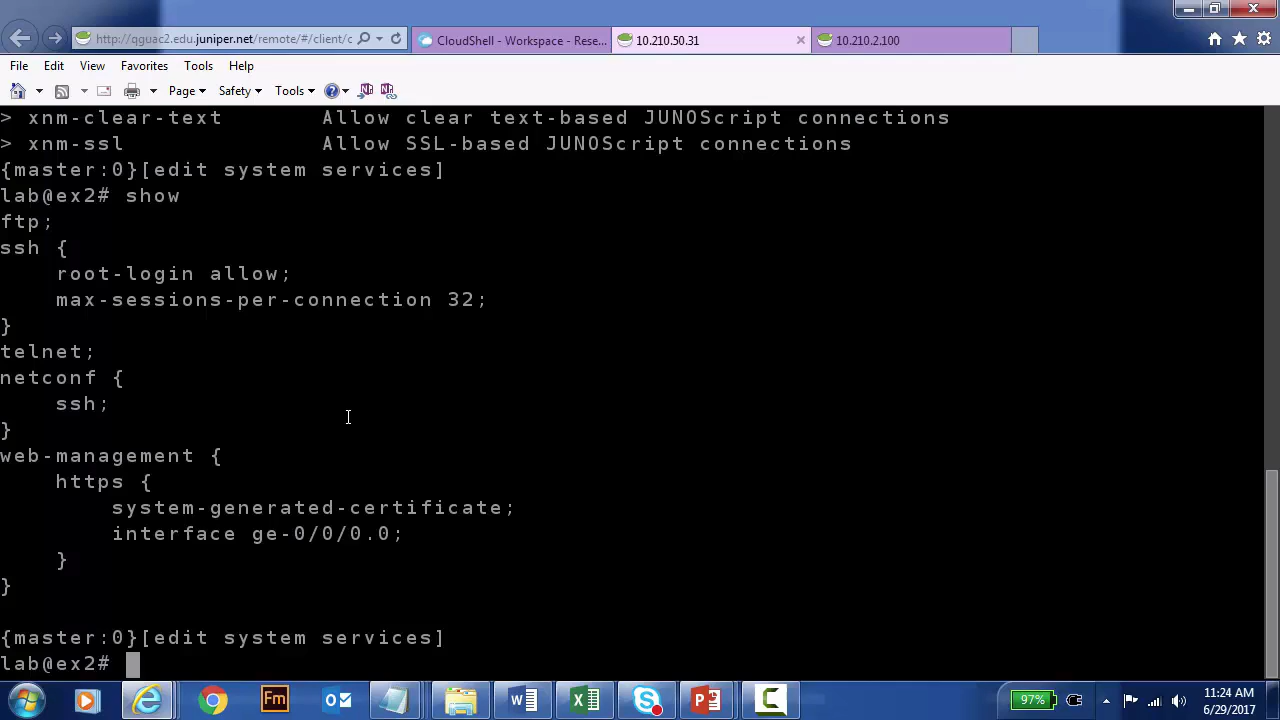 http://qguac2.edu.juniper.net/remote/#/client/c
CloudShell - Workspace - Rese...
10.210.50.31
10.210.2.100
File Edit View Favorites Tools Help
Page Safety Tools
> xnm-clear-text Allow clear text-based JUNOScript connections
> xnm-ssl Allow SSL-based JUNOScript connections
{master:0}[edit system services]
lab@ex2# show
ftp;
ssh {
root-login allow;
max-sessions-per-connection 32;
}
telnet;
netconf {
ssh;
}
web-management {
https {
system-generated-certificate;
interface ge-0/0/0.0;
}
}
{master:0}[edit system services]
lab@ex2#
Fm
97%
11:24 AM
6/29/2017